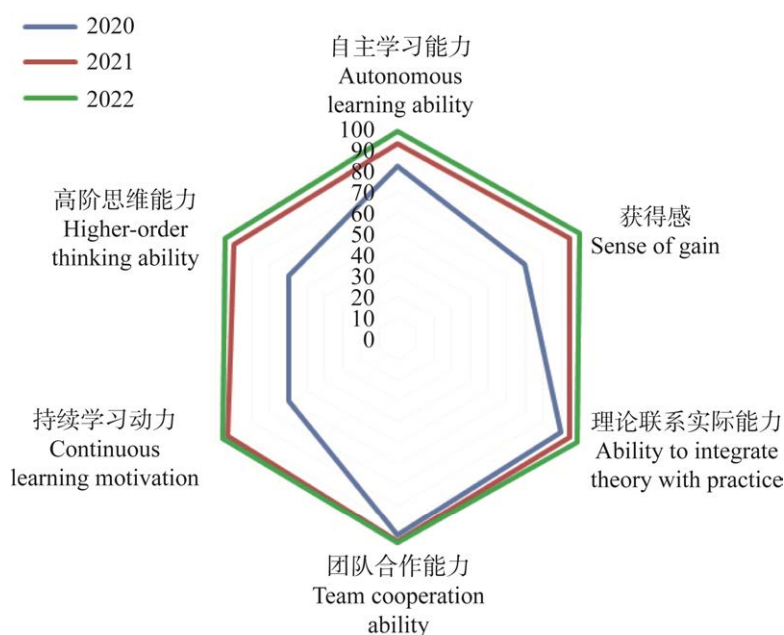 2020
2021
2022
自主学习能力
Autonomous
learning ability
100
90
80
70
60
50
40
30
20
10
0
高阶思维能力
Higher-order
thinking ability
获得感
Sense of gain
持续学习动力
Continuous
learning motivation
理论联系实际能力
Ability to integrate
theory with practice
团队合作能力
Team cooperation
ability